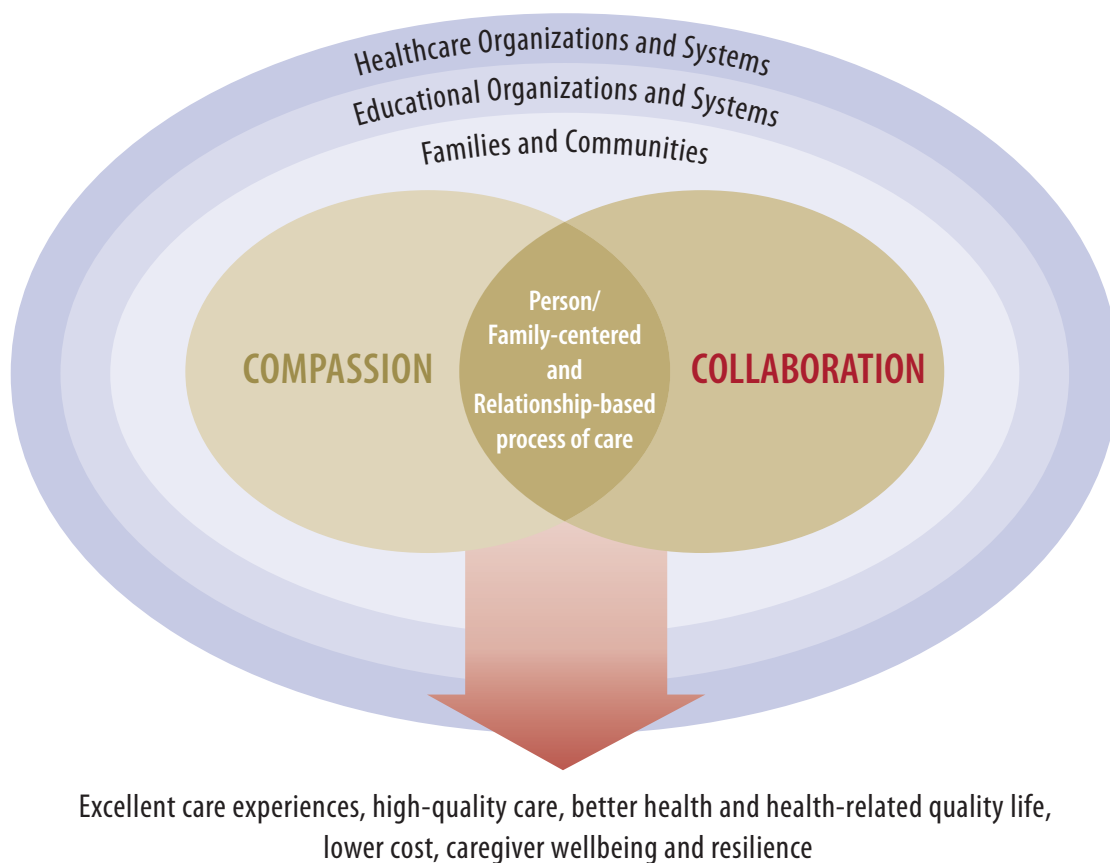 Healthcare Organizations and Systems
Educational Organizations and Systems
Families and Communities
COMPASSION
Person/
Family-centered
and
Relationship-based
process of care
COLLABORATION
Excellent care experiences, high-quality care, better health and health-related quality life,
lower cost, caregiver wellbeing and resilience